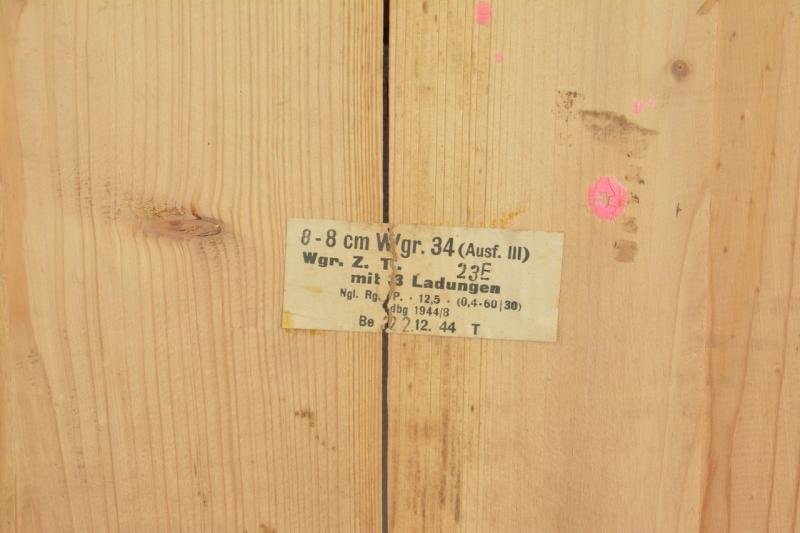 8-8 cm Wgr. 34 (Ausf. III)
Wgr. Z. T. 23E
mit 3 Ladungen
Ngl. Rg. P. - 12,5 - (0,4-60/30)
dbg 1944/8
Be 2.12. 44 T